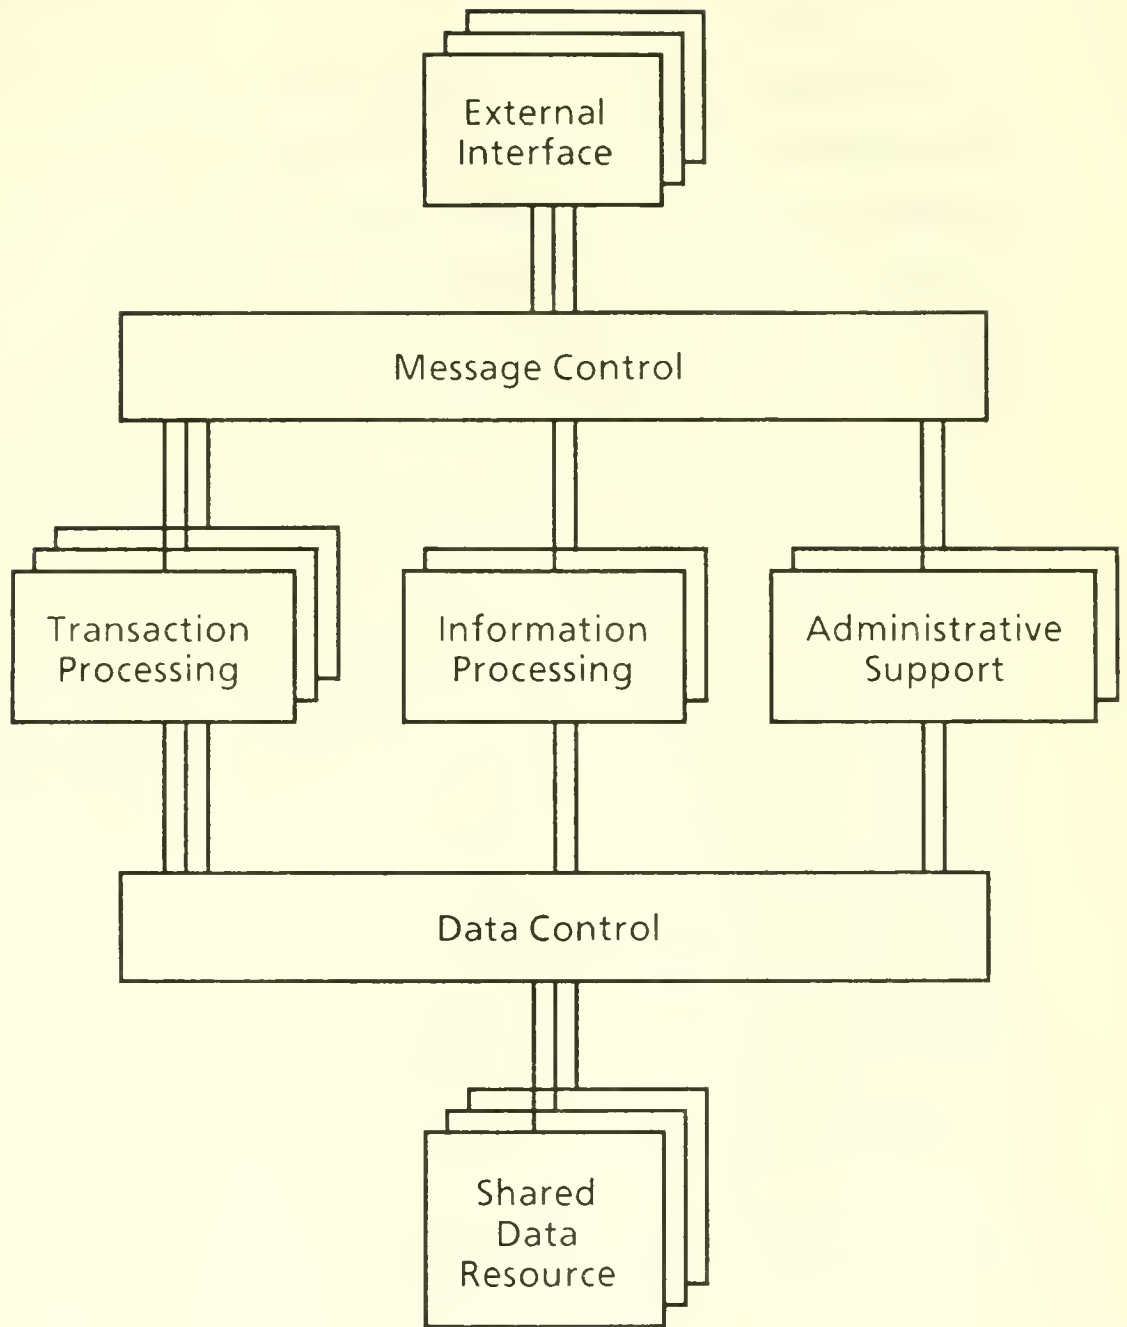 External
Interface
Message Control
Transaction
Processing
Information
Processing
Administrative
Support
Data Control
Shared
Data
Resource